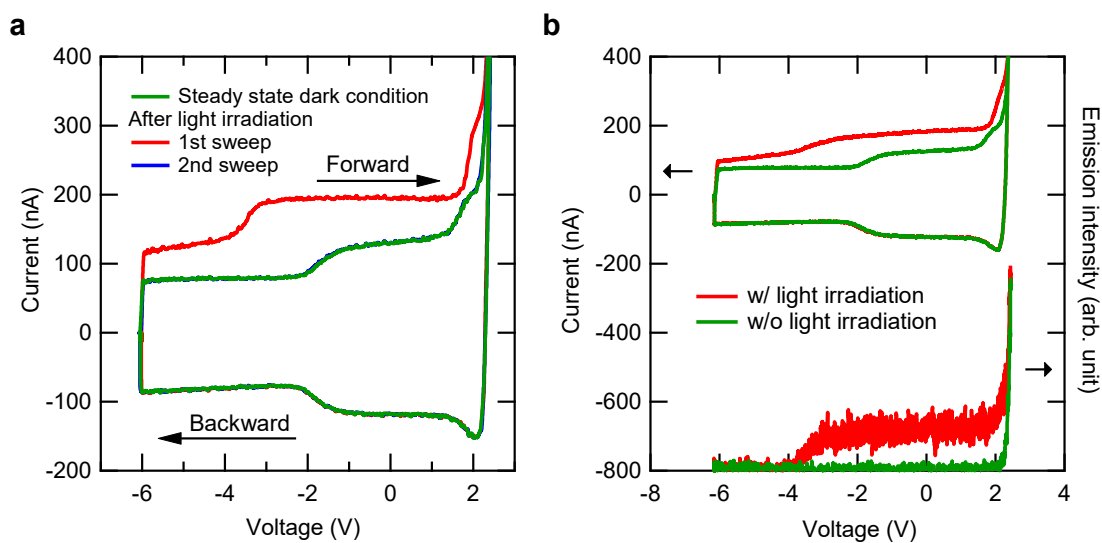 a
400
300
200
100
0
-100
-200
Current (nA)
-6
-4
-2
0
2
Voltage (V)
Steady state dark condition
After light irradiation
1st sweep
2nd sweep
Forward
Backward
b
400
200
0
-200
-400
-600
-800
Current (nA)
-8
-6
-4
-2
0
2
4
Voltage (V)
w/ light irradiation
w/o light irradiation
Emission intensity (arb. unit)